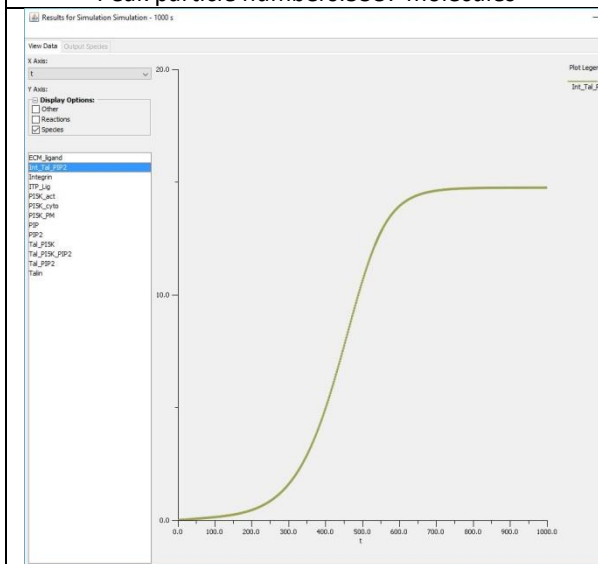 Results for Simulation Simulation - 1000 s
View Data Output Species
X Axis:
t
Y Axis:
Display Options:
Other
Reactions
Species
ECM_ligand
Int_Tal_PIP2
Integrin
ITP_Lig
PI5K_act
PI5K_cyto
PI5K_PM
PIP
PIP2
Tal_PI5K
Tal_PI5K_PIP2
Tal_PIP2
Talin
20.0
10.0
0.0
0.0 100.0 200.0 300.0 400.0 500.0 600.0 700.0 800.0 900.0 1000.0
t
Plot Legen
Int_Tal_P